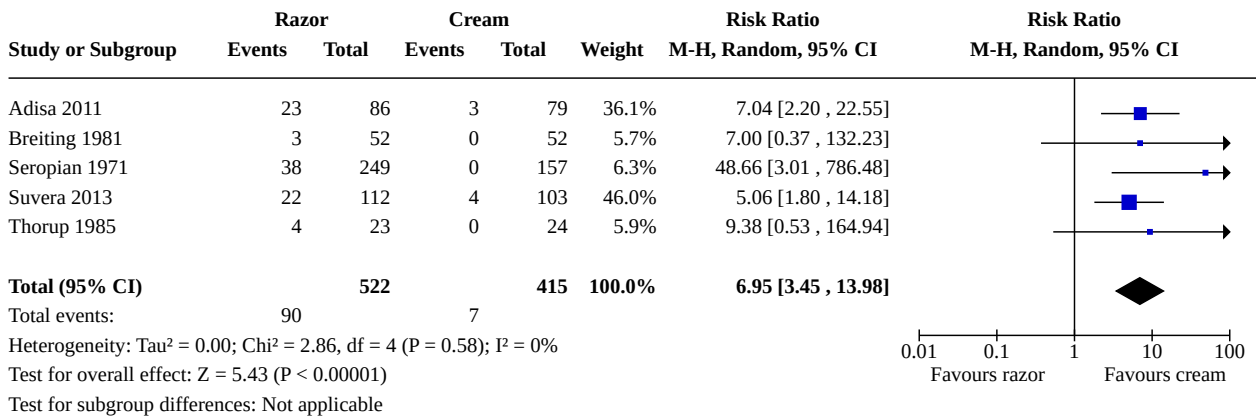 Razor Cream Risk Ratio Risk Ratio
Study or Subgroup Events Total Events Total Weight M-H, Random, 95% CI M-H, Random, 95% CI
Adisa 2011 23 86 3 79 36.1% 7.04 [2.20 , 22.55]
Breiting 1981 3 52 0 52 5.7% 7.00 [0.37 , 132.23]
Seropian 1971 38 249 0 157 6.3% 48.66 [3.01 , 786.48]
Suvera 2013 22 112 4 103 46.0% 5.06 [1.80 , 14.18]
Thorup 1985 4 23 0 24 5.9% 9.38 [0.53 , 164.94]
Total (95% CI) 522 415 100.0% 6.95 [3.45 , 13.98]
Total events: 90 7
Heterogeneity: Tau² = 0.00; Chi² = 2.86, df = 4 (P = 0.58); I² = 0%
0.01 0.1 1 10 100
Test for overall effect: Z = 5.43 (P < 0.00001) Favours razor Favours cream
Test for subgroup differences: Not applicable